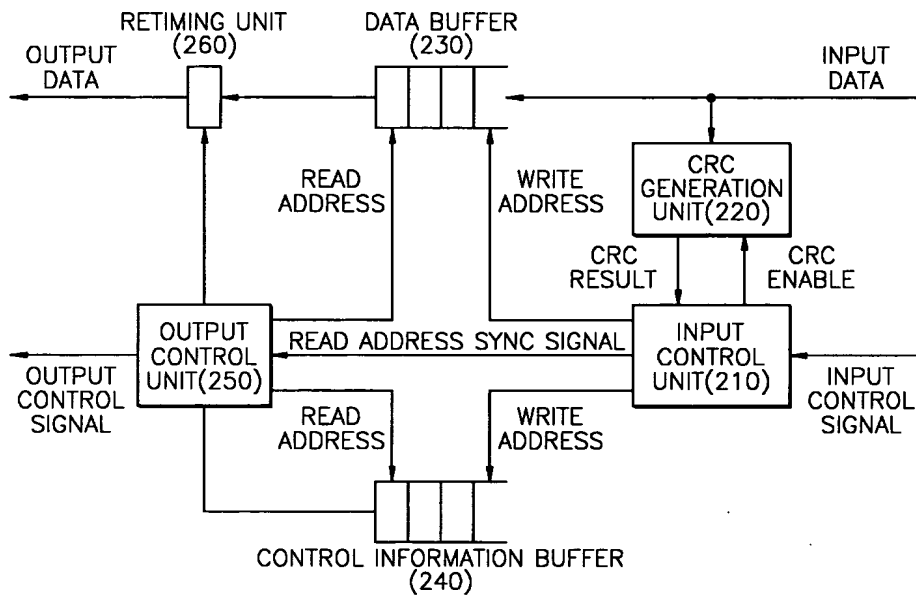 RETIMING UNIT
(260)
DATA BUFFER
(230)
OUTPUT
DATA
INPUT
DATA
READ
ADDRESS
WRITE
ADDRESS
CRC
GENERATION
UNIT(220)
CRC
RESULT
CRC
ENABLE
OUTPUT
CONTROL
UNIT(250)
READ ADDRESS SYNC SIGNAL
INPUT
CONTROL
UNIT(210)
OUTPUT
CONTROL
SIGNAL
INPUT
CONTROL
SIGNAL
READ
ADDRESS
WRITE
ADDRESS
CONTROL INFORMATION BUFFER
(240)